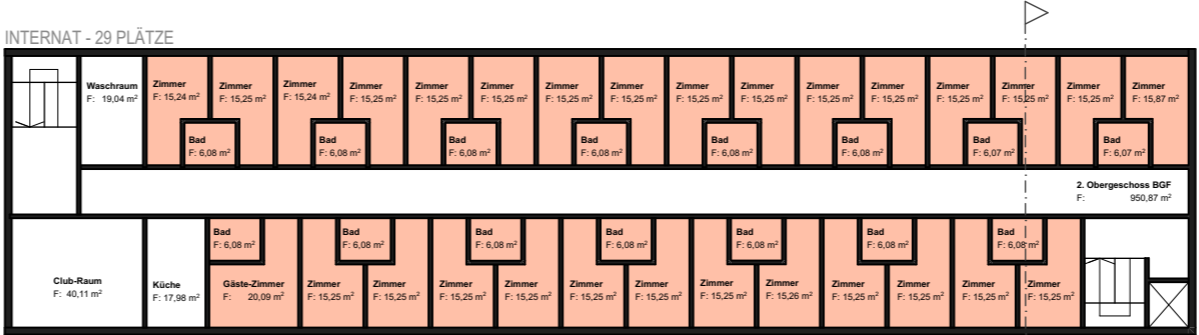 INTERNAT - 29 PLÄTZE
Waschraum
F: 19,04 m²
Zimmer
F: 15,24 m²
Zimmer
F: 15,25 m²
Zimmer
F: 15,24 m²
Zimmer
F: 15,25 m²
Zimmer
F: 15,25 m²
Zimmer
F: 15,25 m²
Zimmer
F: 15,25 m²
Zimmer
F: 15,25 m²
Zimmer
F: 15,25 m²
Zimmer
F: 15,25 m²
Zimmer
F: 15,25 m²
Zimmer
F: 15,25 m²
Zimmer
F: 15,25 m²
Zimmer
F: 15,25 m²
Zimmer
F: 15,25 m²
Zimmer
F: 15,87 m²
Bad
F: 6,08 m²
Bad
F: 6,08 m²
Bad
F: 6,08 m²
Bad
F: 6,08 m²
Bad
F: 6,08 m²
Bad
F: 6,08 m²
Bad
F: 6,07 m²
Bad
F: 6,07 m²
2. Obergeschoss BGF
F: 950,87 m²
Bad
F: 6,08 m²
Bad
F: 6,08 m²
Bad
F: 6,08 m²
Bad
F: 6,08 m²
Bad
F: 6,08 m²
Bad
F: 6,08 m²
Bad
F: 6,08 m²
Club-Raum
F: 40,11 m²
Küche
F: 17,98 m²
Gäste-Zimmer
F: 20,09 m²
Zimmer
F: 15,25 m²
Zimmer
F: 15,25 m²
Zimmer
F: 15,25 m²
Zimmer
F: 15,25 m²
Zimmer
F: 15,25 m²
Zimmer
F: 15,25 m²
Zimmer
F: 15,25 m²
Zimmer
F: 15,26 m²
Zimmer
F: 15,25 m²
Zimmer
F: 15,25 m²
Zimmer
F: 15,25 m²
Zimmer
F: 15,25 m²